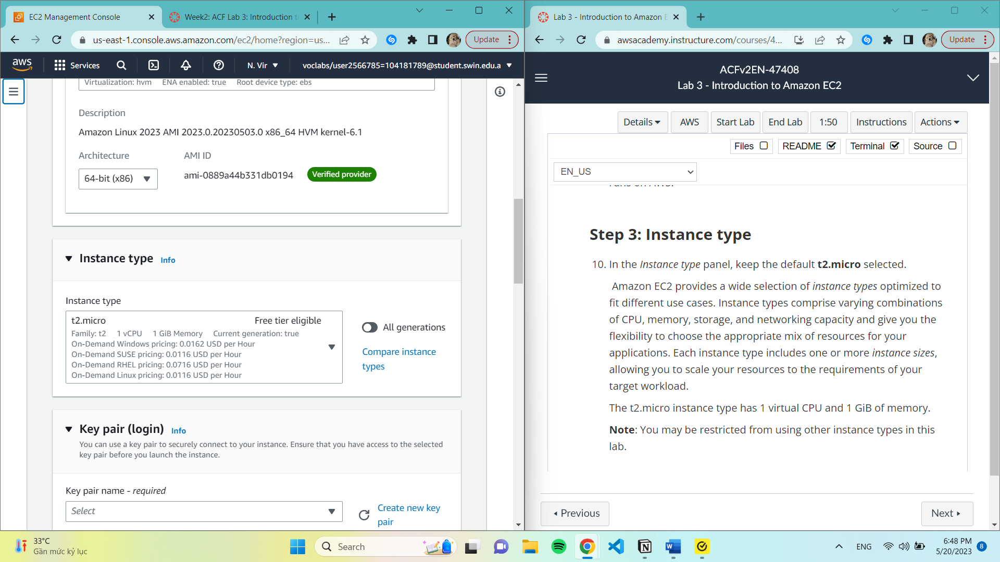 EC2 Management Console
Week2: ACF Lab 3: Introduction t
us-east-1.console.aws.amazon.com/ec2/home?region=us...
Update
aws
Services
N. Vir
voclabs/user2566785=104181789@student.swin.edu.a
Virtualization: hvm ENA enabled: true Root device type: ebs
Description
Amazon Linux 2023 AMI 2023.0.20230503.0 x86_64 HVM kernel-6.1
Architecture
AMI ID
64-bit (x86)
ami-0889a44b331db0194
Verified provider
Instance type Info
Instance type
t2.micro
Free tier eligible
Family: t2 1 vCPU 1 GiB Memory Current generation: true
On-Demand Windows pricing: 0.0162 USD per Hour
On-Demand SUSE pricing: 0.0116 USD per Hour
On-Demand RHEL pricing: 0.0716 USD per Hour
On-Demand Linux pricing: 0.0116 USD per Hour
All generations
Compare instance
types
Key pair (login) Info
You can use a key pair to securely connect to your instance. Ensure that you have access to the selected
key pair before you launch the instance.
Key pair name - required
Select
Create new key
pair
Lab 3 - Introduction to Amazon E
awsacademy.instructure.com/courses/4...
Update
ACFv2EN-47408
Lab 3 - Introduction to Amazon EC2
Details
AWS
Start Lab
End Lab
1:50
Instructions
Actions
Files
README
Terminal
Source
EN_US
runs on AWS.
Step 3: Instance type
10. In the Instance type panel, keep the default t2.micro selected.
Amazon EC2 provides a wide selection of instance types optimized to
fit different use cases. Instance types comprise varying combinations
of CPU, memory, storage, and networking capacity and give you the
flexibility to choose the appropriate mix of resources for your
applications. Each instance type includes one or more instance sizes,
allowing you to scale your resources to the requirements of your
target workload.
The t2.micro instance type has 1 virtual CPU and 1 GiB of memory.
Note: You may be restricted from using other instance types in this
lab.
Previous
Next
33°C
Gần mức kỷ lục
Search
ENG
6:48 PM
5/20/2023
8